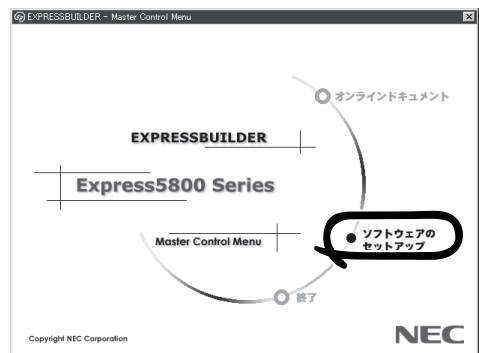 EXPRESSBUILDER - Master Control Menu
オンラインドキュメント
EXPRESSBUILDER
Express5800 Series
Master Control Menu
ソフトウェアの
セットアップ
終了
Copyright NEC Corporation
NEC